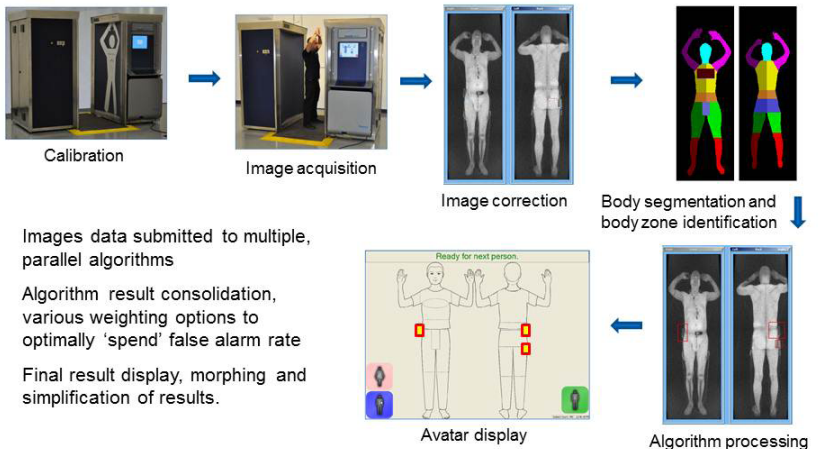 Calibration
Image acquisition
Image correction
Body segmentation and
body zone identification
Images data submitted to multiple,
parallel algorithms
Algorithm result consolidation,
various weighting options to
optimally ‘spend’ false alarm rate
Final result display, morphing and
simplification of results.
Ready for next person.
Avatar display
Algorithm processing